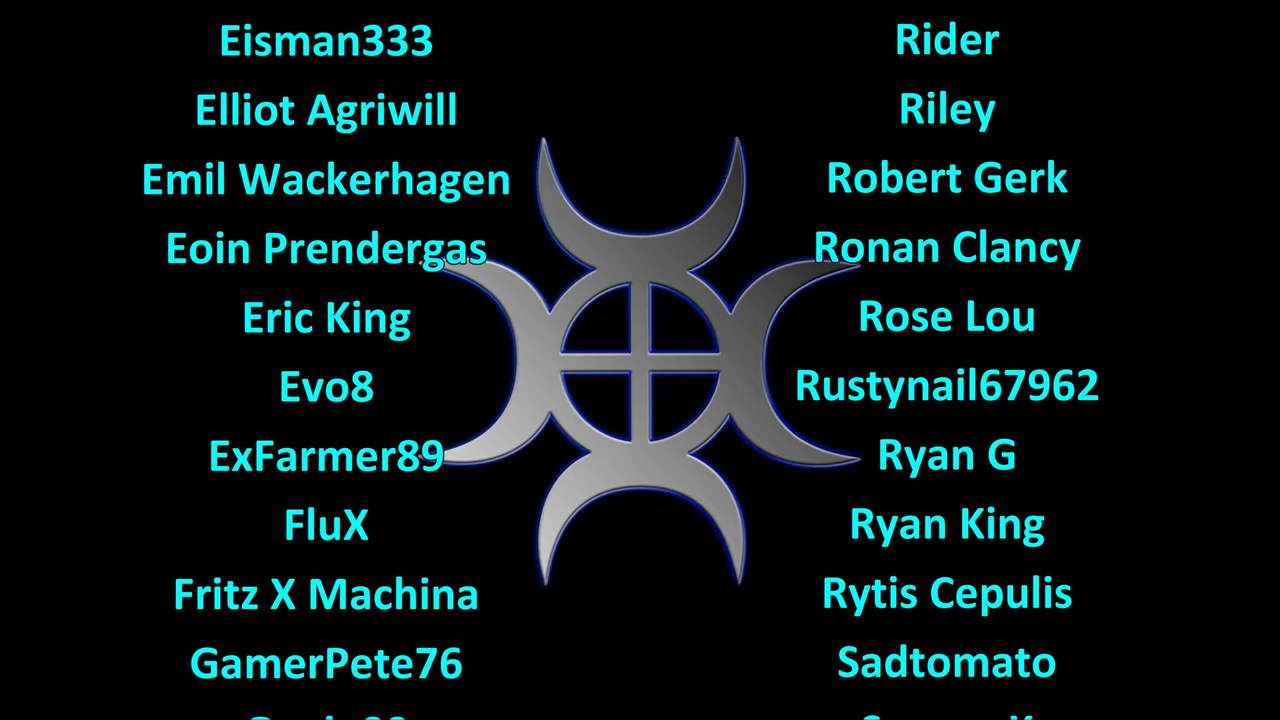 Eisman333
Elliot Agriwill
Emil Wackerhagen
Eoin Prendergas
Eric King
Evo8
ExFarmer89
FluX
Fritz X Machina
GamerPete76
Rider
Riley
Robert Gerk
Ronan Clancy
Rose Lou
Rustynail67962
Ryan G
Ryan King
Rytis Cepulis
Sadtomato